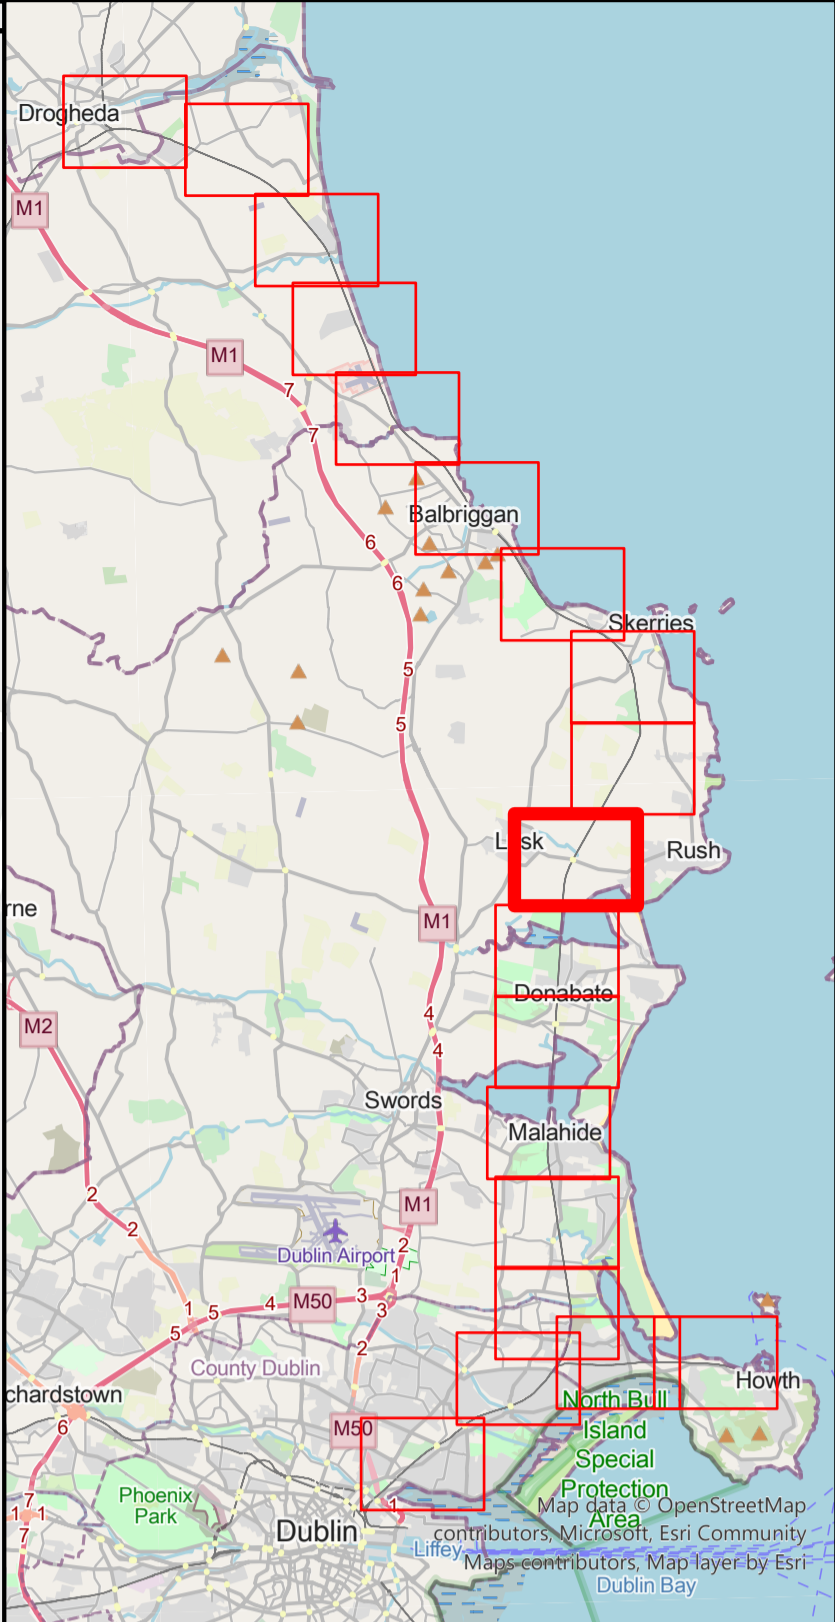 Drogheda
M1
M1
7
7
Balbriggan
6
6
Skerries
5
5
Lusk
Rush
rne
M1
Donabate
M2
4
4
Swords
Malahide
2
M1
2
Dublin Airport
2
1
1
5
4
M50
3
3
5
2
County Dublin
chardstown
Howth
North Bull
Island
Special
Protection
Area
M50
6
7
1
1
7
Phoenix
Park
1
Dublin
Liffey
Map data © OpenStreetMap
contributors, Microsoft, Esri Community
Maps contributors, Map layer by Esri
Dublin Bay